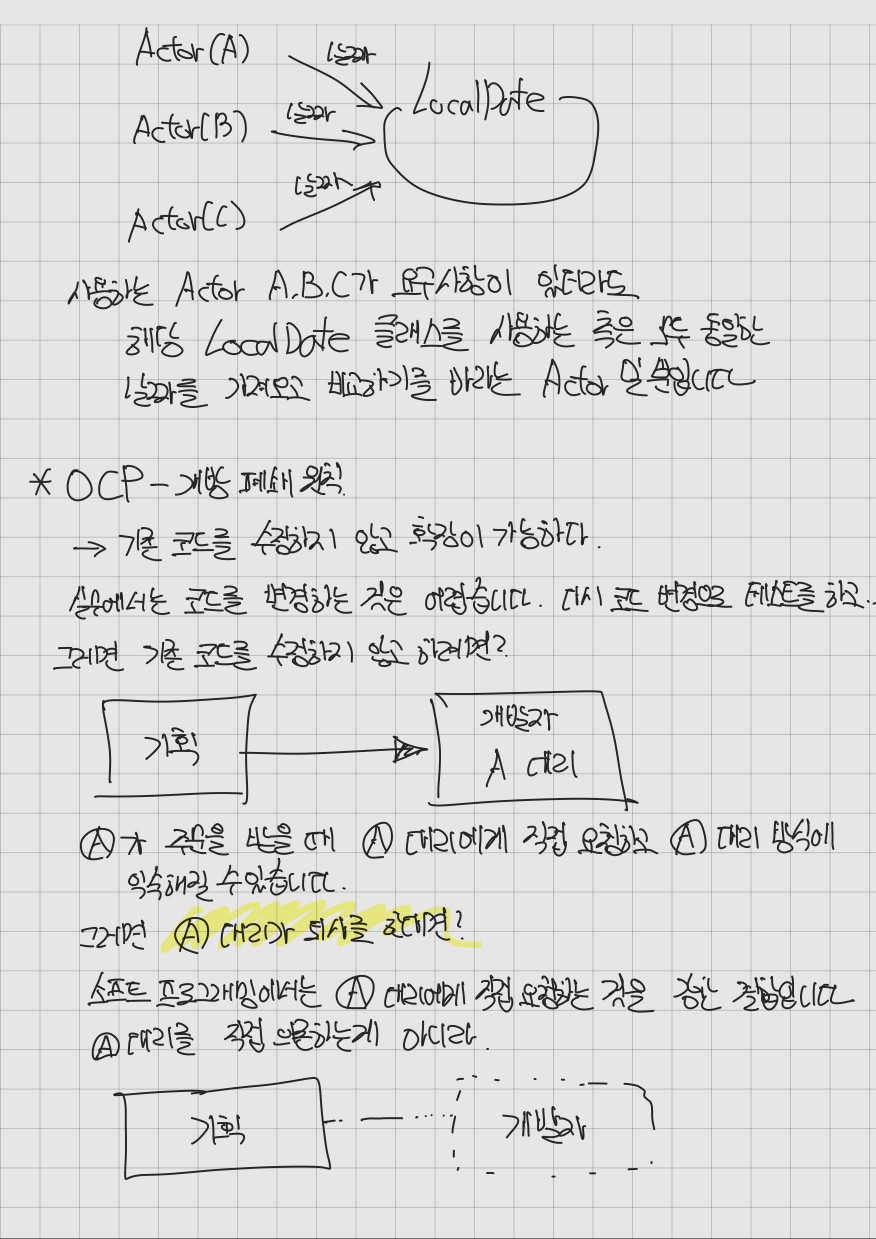 Actor(A) 날짜
LocalDate
Actor(B) 날짜
날짜
Actor(C)
사용하는 Actor A.B.C가 요구사항이 있더라도
해당 LocalDate 클래스를 사용하는 측은 모두 동일한
날짜를 가져오고 비교하기를 바라는 Actor 일 뿐입니다
* OCP - 개방 폐쇄 원칙.
→ 기존 코드를 수정하지 않고 확장이 가능하다.
실무에서는 코드를 변경하는 것은 어렵습니다. 다시 코드 변경으로 테스트를 하고..
그러면 기존 코드를 수정하지 않고 하려면?
기획
개발자
A 대리
Ⓐ가 주문을 받을 때 Ⓐ 대리에게 직접 요청하고 Ⓐ 대리 방식에
익숙해질 수 있습니다.
그러면 Ⓐ 대리가 퇴사를 한다면?
소프트 프로그래밍에서는 Ⓐ 대리에게 직접 요청하는 것을 강한 결합입니다
Ⓐ 대리를 직접 의존하는게 아니라.
기획
개발자